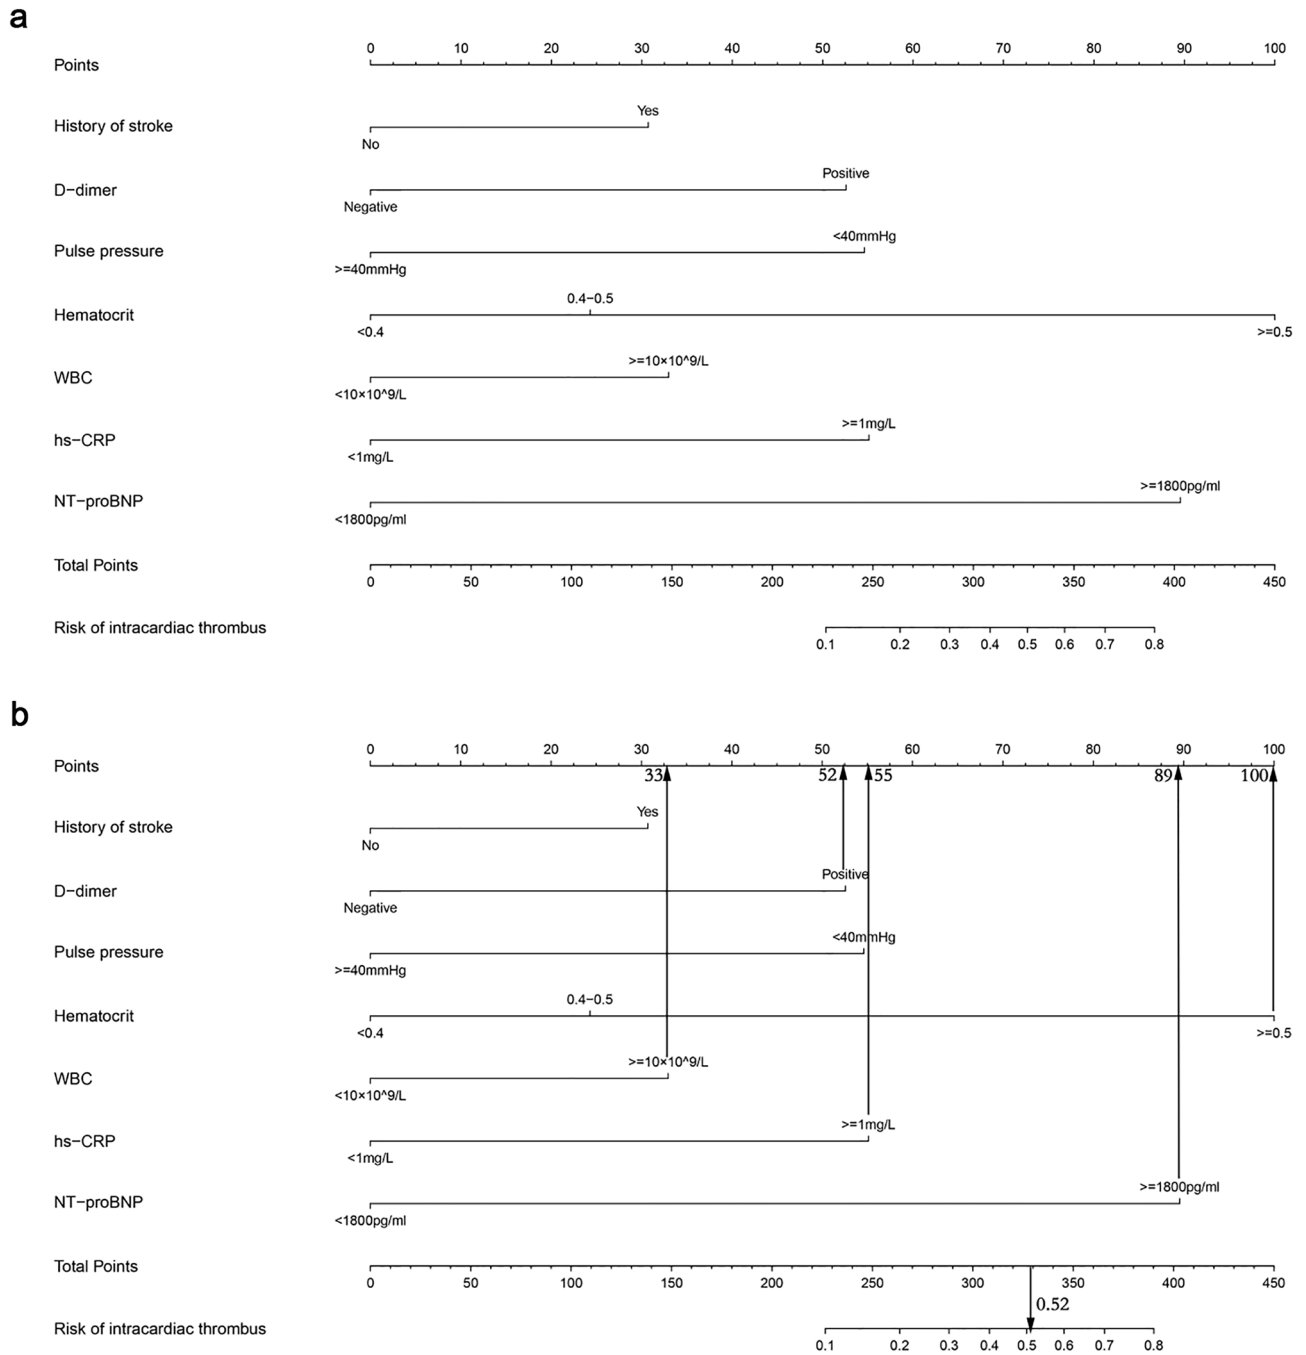 a
0 10 20 30 40 50 60 70 80 90 100
Points
Yes
History of stroke
No
Positive
D−dimer
Negative
<40mmHg
Pulse pressure
>=40mmHg
0.4−0.5
Hematocrit
<0.4 >=0.5
>=10×10^9/L
WBC
<10×10^9/L
>=1mg/L
hs−CRP
<1mg/L
>=1800pg/ml
NT−proBNP
<1800pg/ml
Total Points
0 50 100 150 200 250 300 350 400 450
Risk of intracardiac thrombus
0.1 0.2 0.3 0.4 0.5 0.6 0.7 0.8
b
0 10 20 30 40 50 60 70 80 90 100
Points
33 52 55 89 100
Yes
History of stroke
No
Positive
D−dimer
Negative
<40mmHg
Pulse pressure
>=40mmHg
0.4−0.5
Hematocrit
<0.4 >=0.5
>=10×10^9/L
WBC
<10×10^9/L
>=1mg/L
hs−CRP
<1mg/L
>=1800pg/ml
NT−proBNP
<1800pg/ml
Total Points
0 50 100 150 200 250 300 350 400 450
0.52
Risk of intracardiac thrombus
0.1 0.2 0.3 0.4 0.5 0.6 0.7 0.8